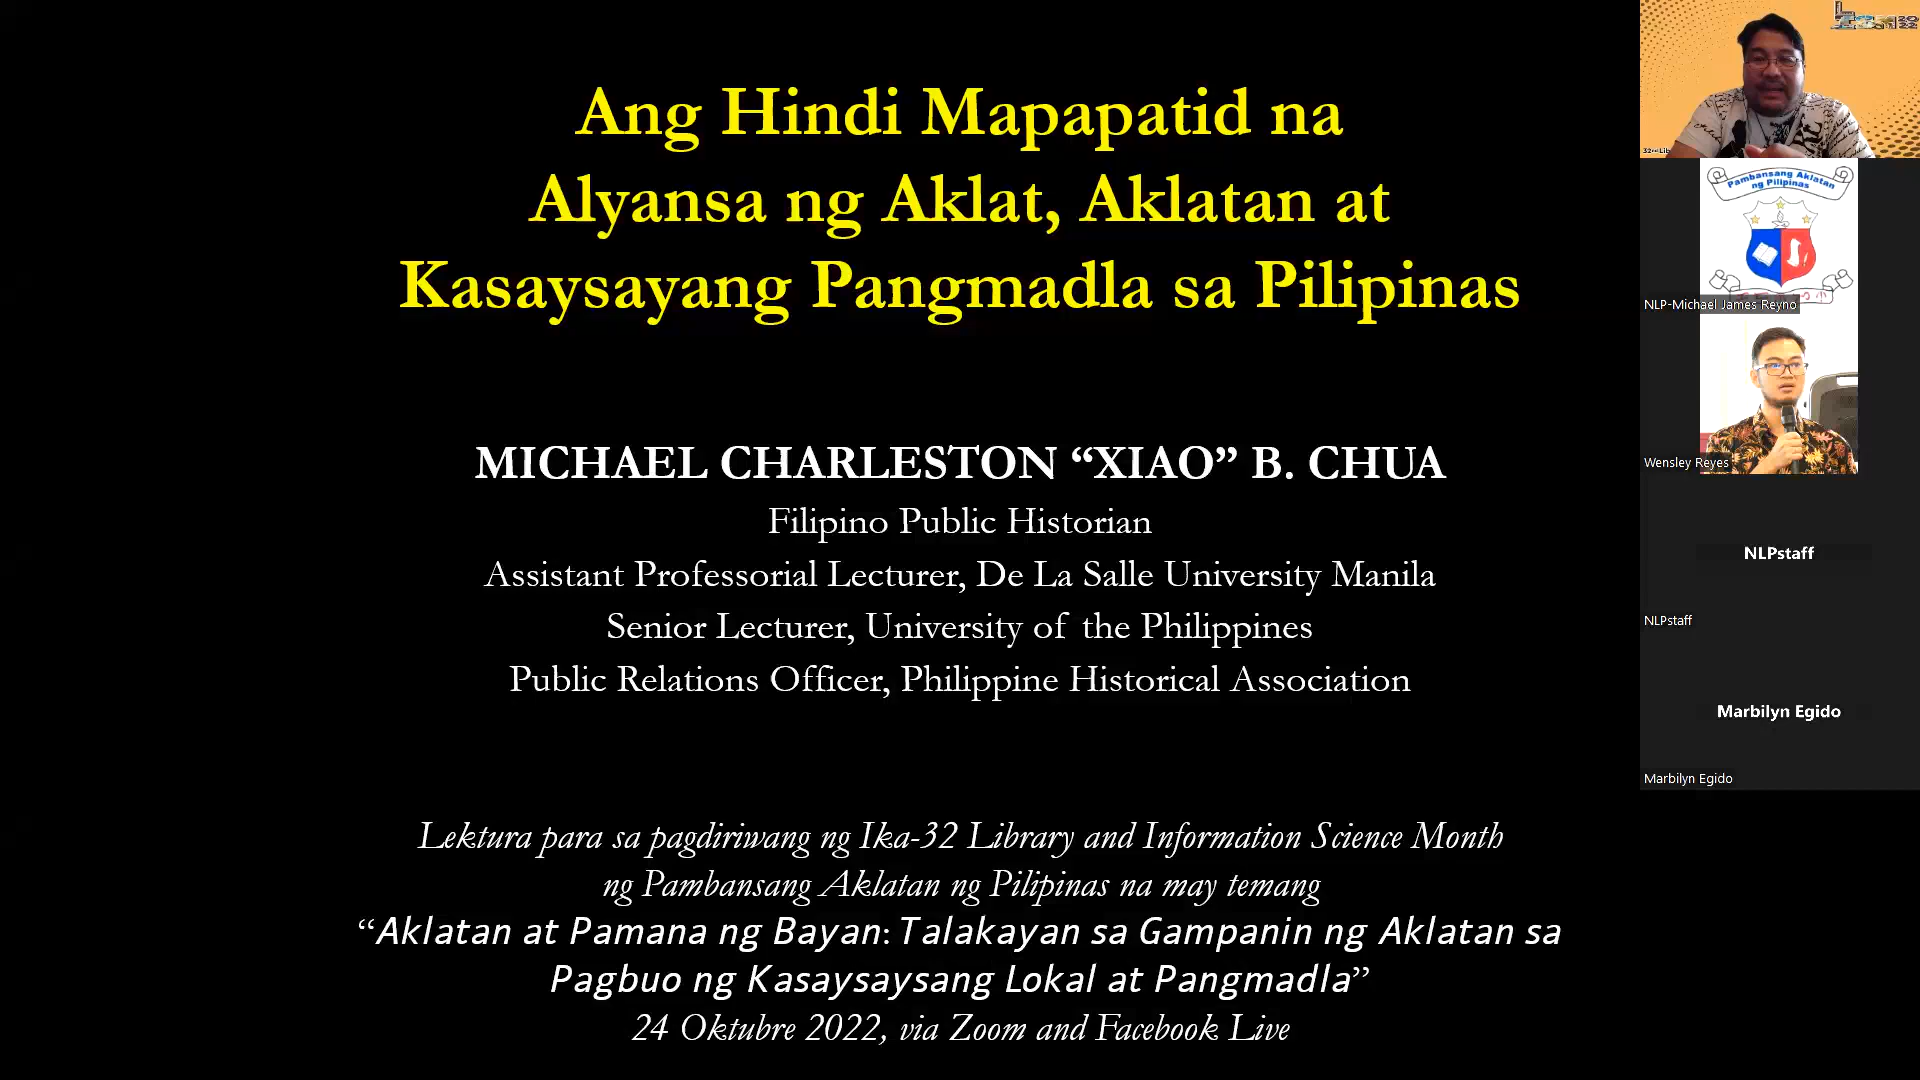 Ang Hindi Mapapatid na
Alyansa ng Aklat, Aklatan at
Kasaysayang Pangmadla sa Pilipinas
MICHAEL CHARLESTON “XIAO” B. CHUA
Filipino Public Historian
Assistant Professorial Lecturer, De La Salle University Manila
Senior Lecturer, University of the Philippines
Public Relations Officer, Philippine Historical Association
Lektura para sa pagdiriwang ng Ika-32 Library and Information Science Month
ng Pambansang Aklatan ng Pilipinas na may temang
“Aklatan at Pamana ng Bayan: Talakayan sa Gampanin ng Aklatan sa
Pagbuo ng Kasaysaysang Lokal at Pangmadla”
24 Oktubre 2022, via Zoom and Facebook Live
32nd Lib
Pambansang Aklatan
ng Pilipinas
NLP-Michael James Reyno
Wensley Reyes
NLPstaff
NLPstaff
Marbilyn Egido
Marbilyn Egido